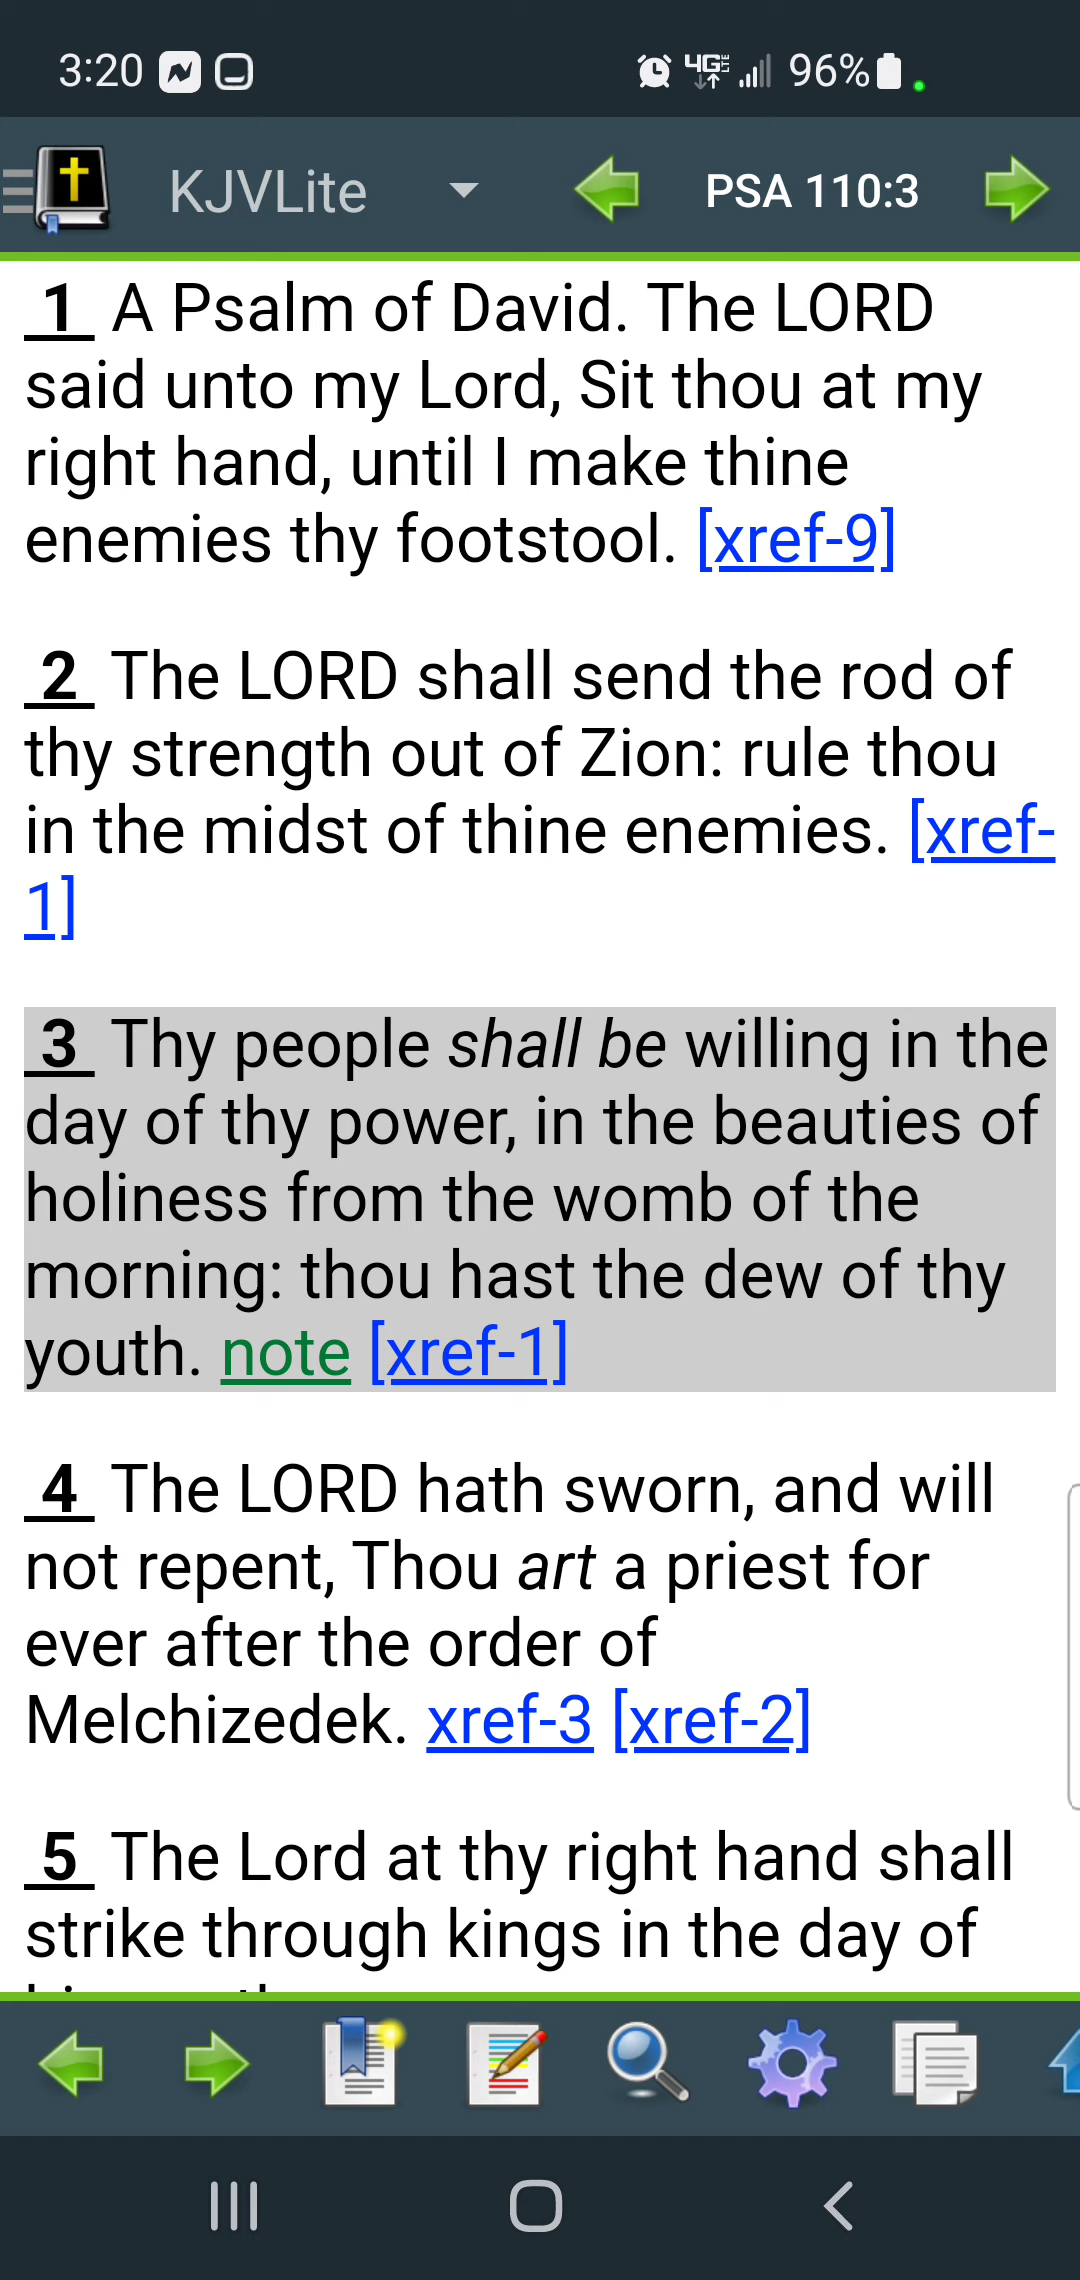 3:20 4G LTE 96%
KJVLite PSA 110:3
1 A Psalm of David. The LORD
said unto my Lord, Sit thou at my
right hand, until I make thine
enemies thy footstool. [xref-9]
2 The LORD shall send the rod of
thy strength out of Zion: rule thou
in the midst of thine enemies. [xref-
1]
3 Thy people shall be willing in the
day of thy power, in the beauties of
holiness from the womb of the
morning: thou hast the dew of thy
youth. note [xref-1]
4 The LORD hath sworn, and will
not repent, Thou art a priest for
ever after the order of
Melchizedek. xref-3 [xref-2]
5 The Lord at thy right hand shall
strike through kings in the day of